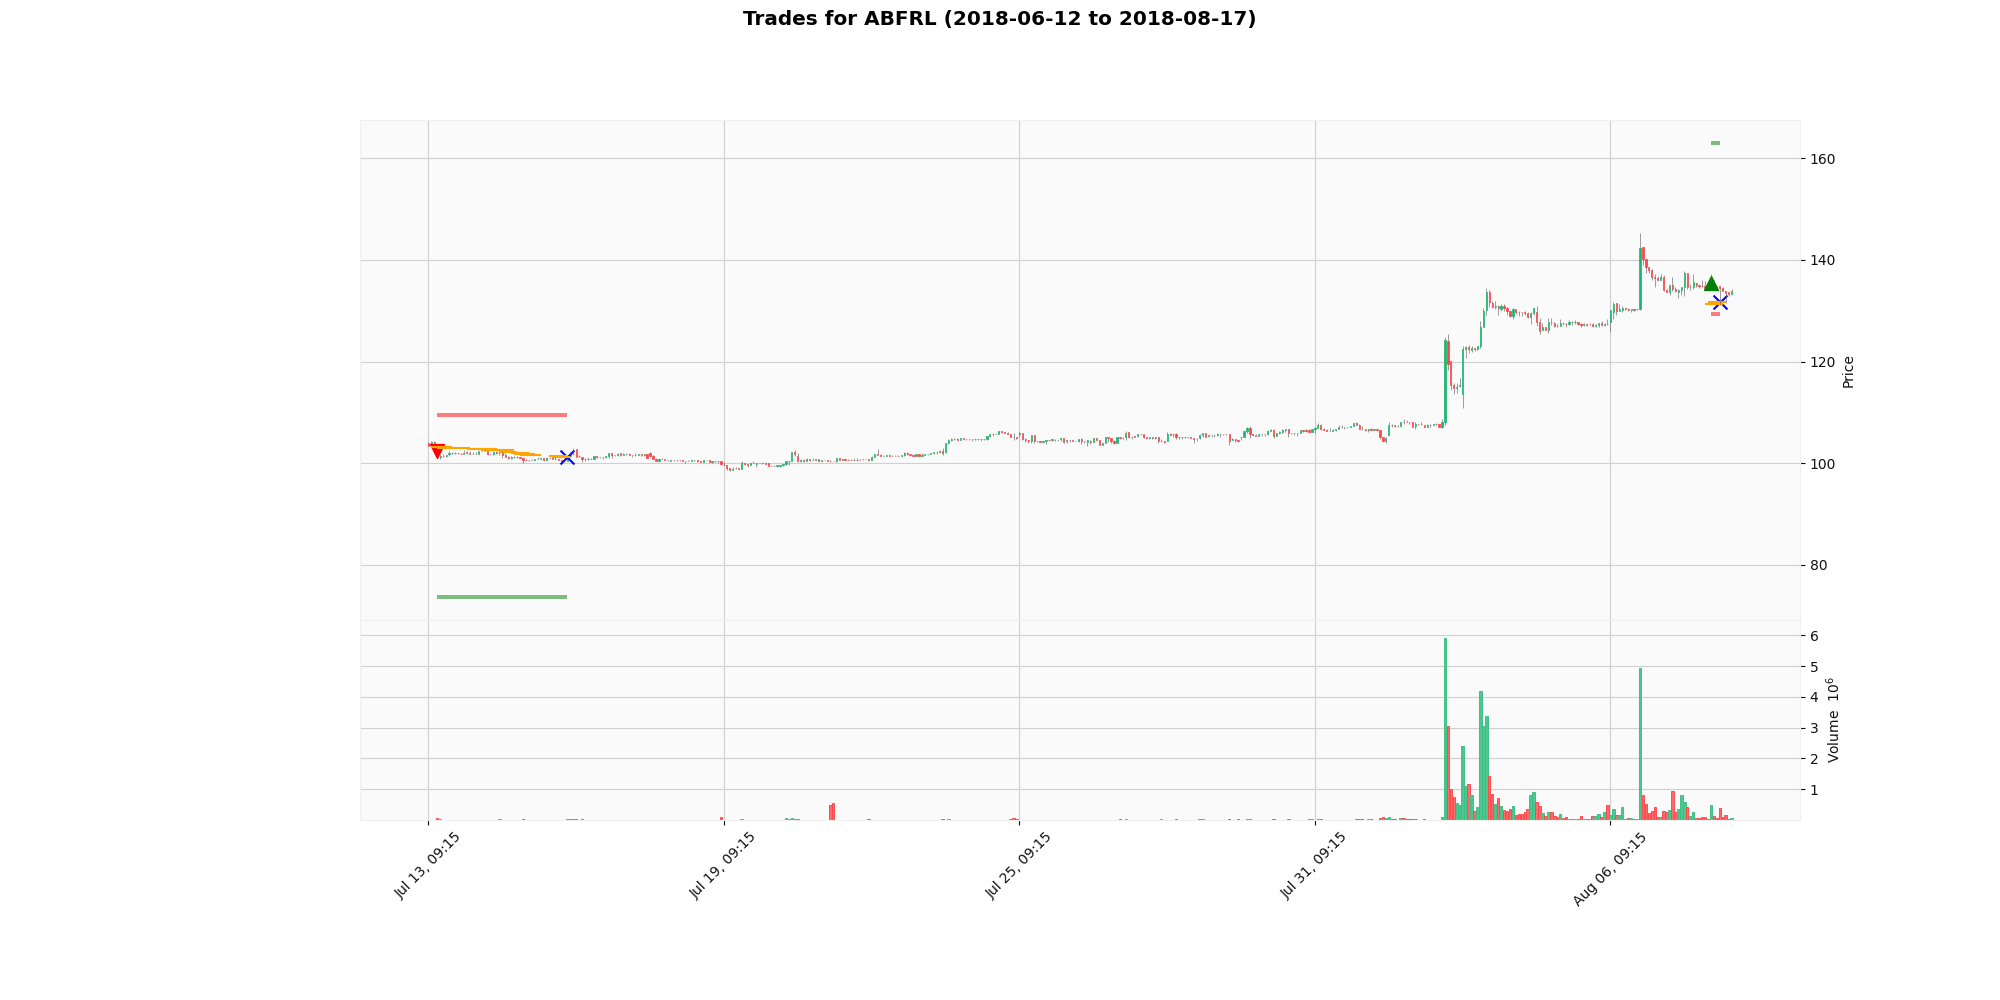 Trades for ABFRL (2018-06-12 to 2018-08-17)
160
140
120
100
80
Price
6
5
4
3
2
1
Volume 10^6
Jul 13, 09:15
Jul 19, 09:15
Jul 25, 09:15
Jul 31, 09:15
Aug 06, 09:15